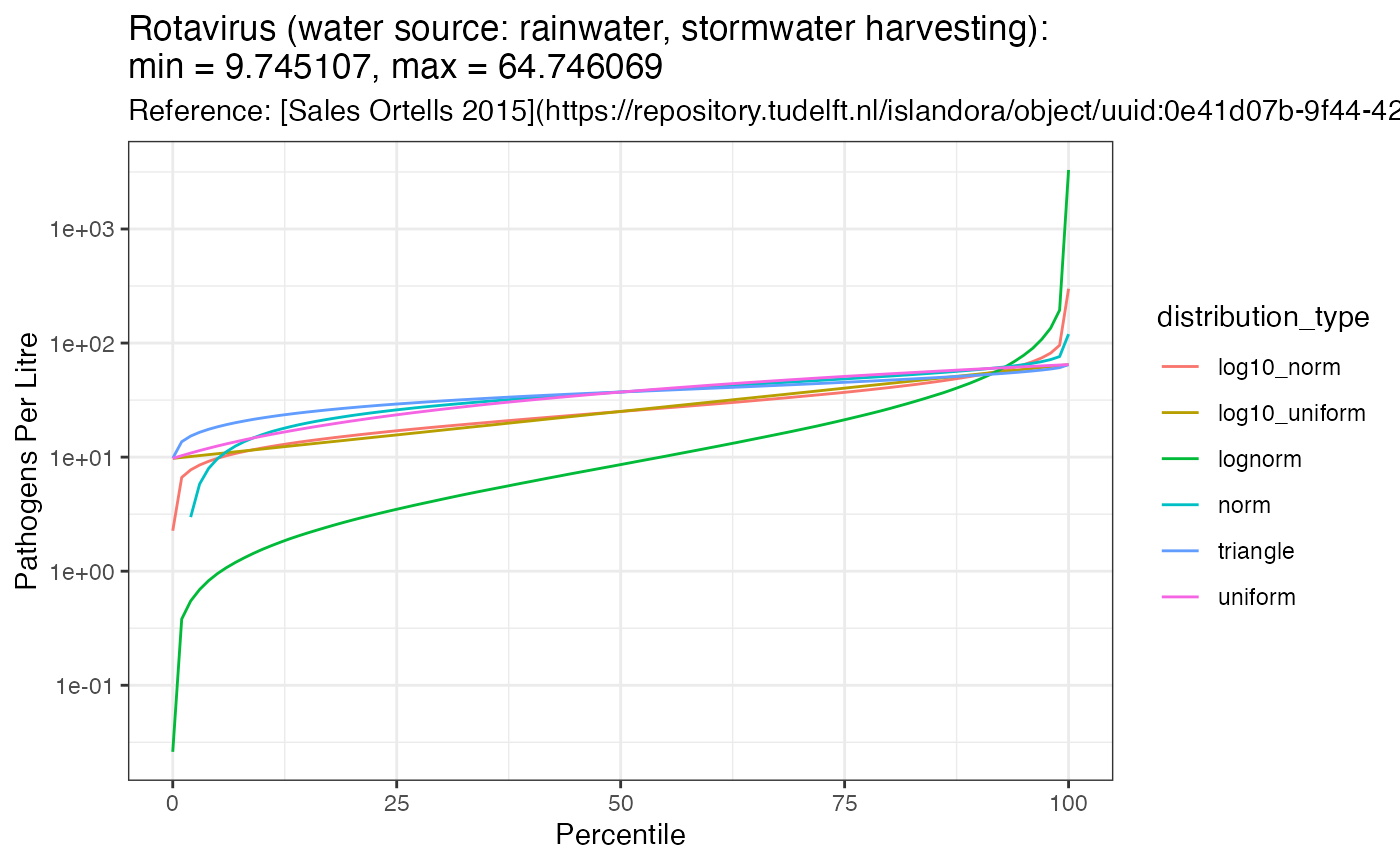 Rotavirus (water source: rainwater, stormwater harvesting):
min = 9.745107, max = 64.746069
Reference: [Sales Ortells 2015](https://repository.tudelft.nl/islandora/object/uuid:0e41d07b-9f44-42
Pathogens Per Litre
1e+03
1e+02
1e+01
1e+00
1e-01
0
25
50
75
100
Percentile
distribution_type
log10_norm
log10_uniform
lognorm
norm
triangle
uniform